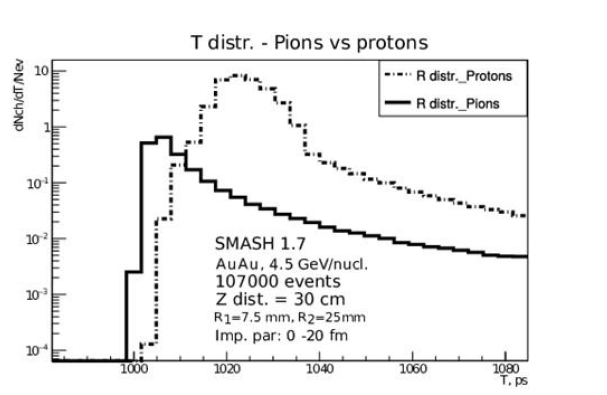 T distr. - Pions vs protons
dNch/dT/Nev
10
1
10⁻¹
10⁻²
10⁻³
10⁻⁴
R distr._Protons
R distr._Pions
SMASH 1.7
AuAu, 4.5 GeV/nucl.
107000 events
Z dist. = 30 cm
R1=7.5 mm, R2=25mm
Imp. par: 0 -20 fm
1000 1020 1040 1060 1080
T, ps